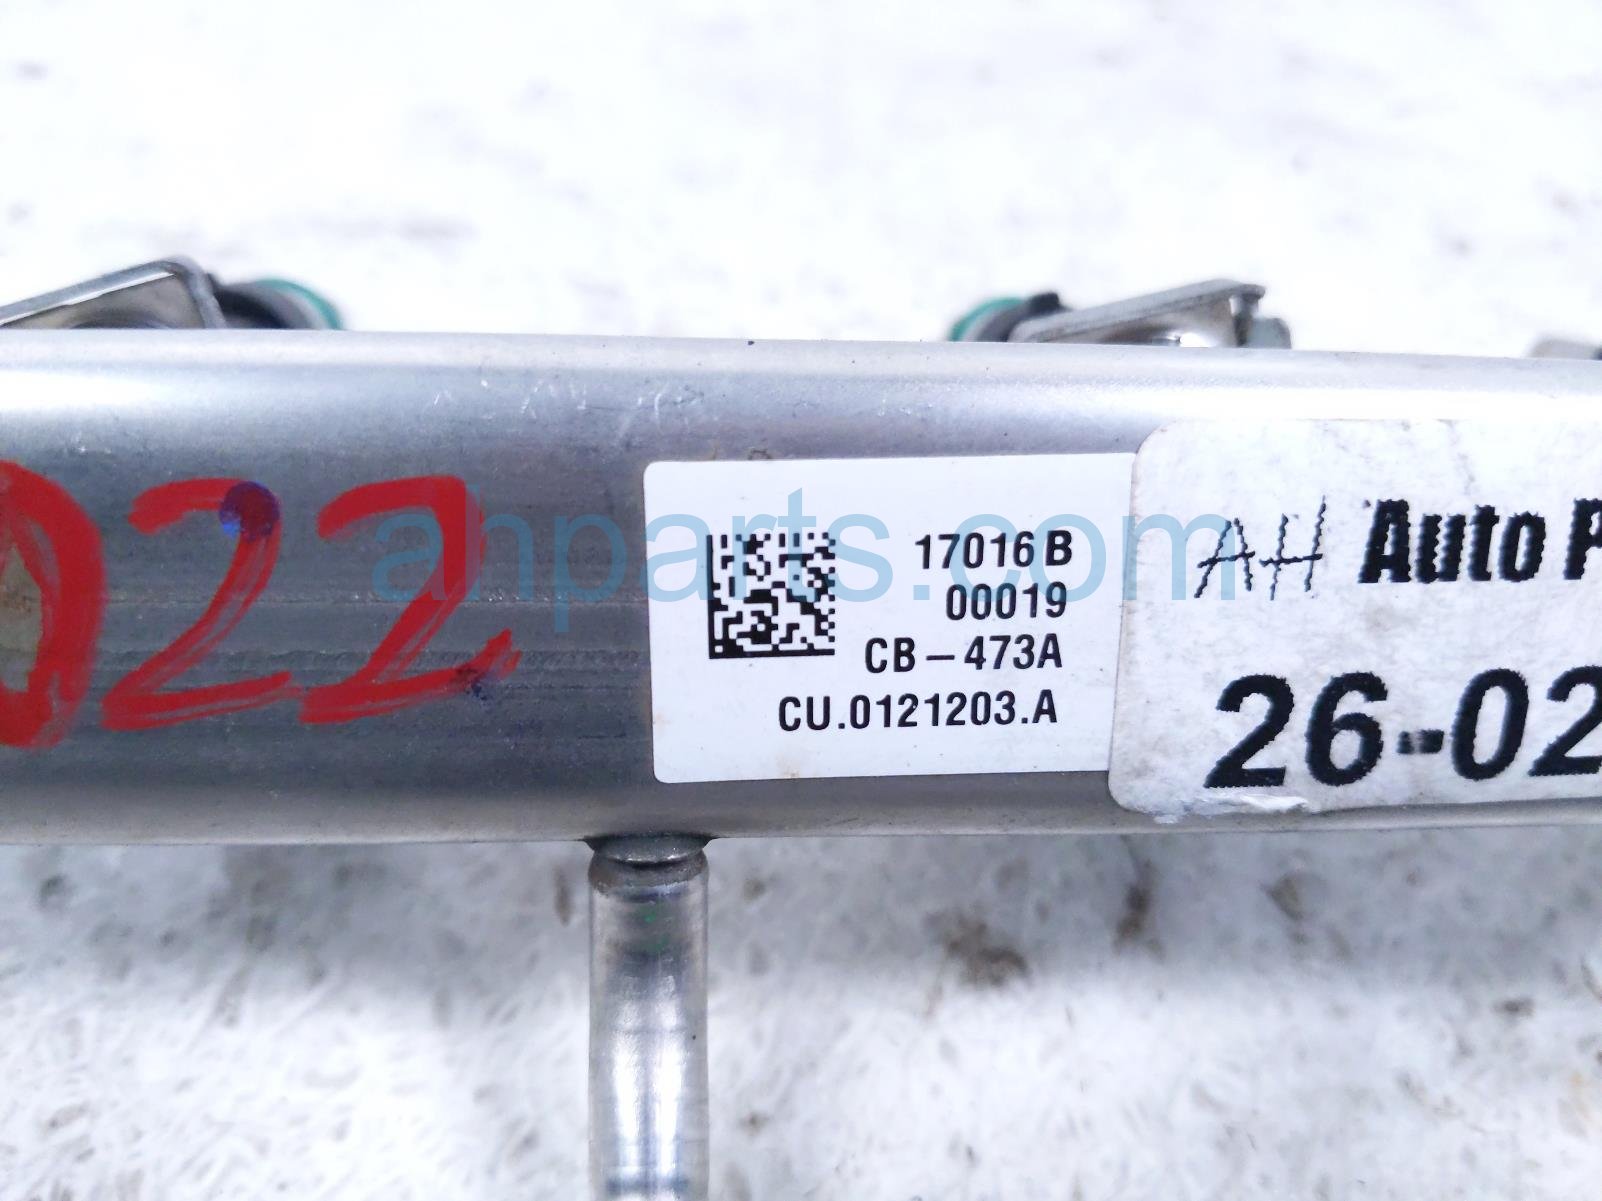 022
17016B
00019
CB-473A
CU.0121203.A
AH Auto P
26-02
ahparts.com